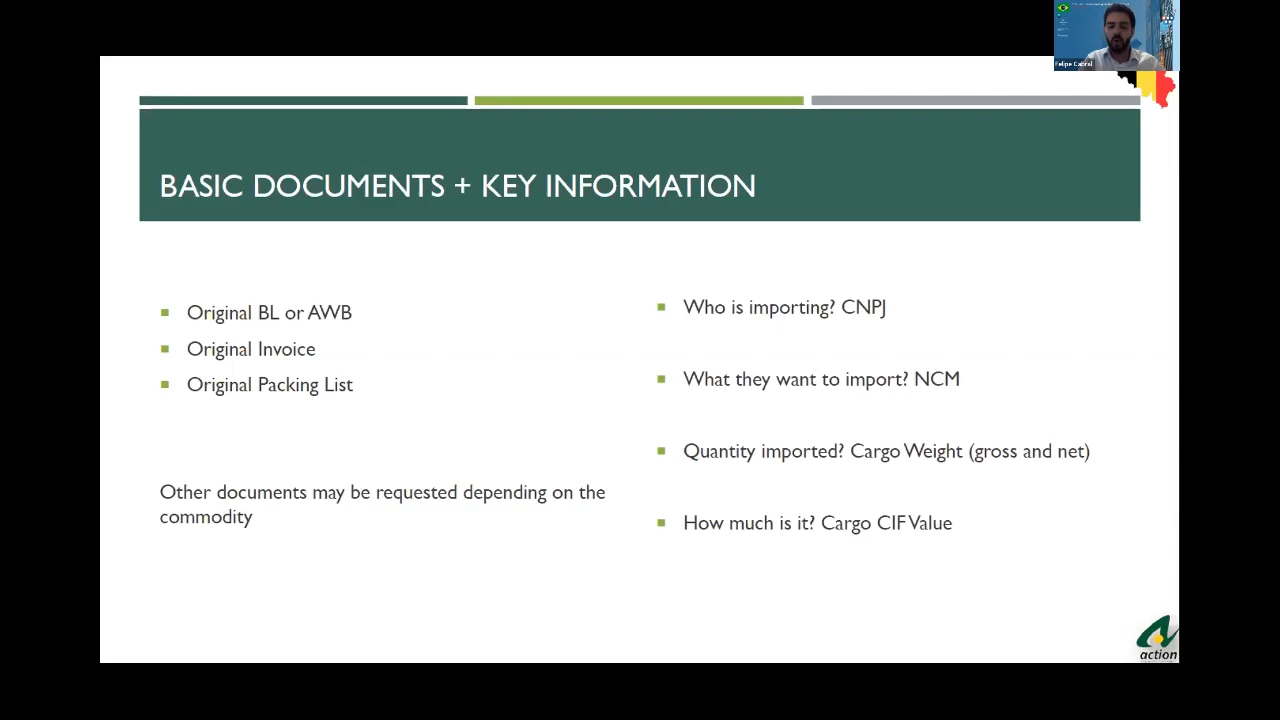 Felipe Cabral
BASIC DOCUMENTS + KEY INFORMATION
Original BL or AWB
Original Invoice
Original Packing List
Other documents may be requested depending on the
commodity
Who is importing? CNPJ
What they want to import? NCM
Quantity imported? Cargo Weight (gross and net)
How much is it? Cargo CIF Value
action